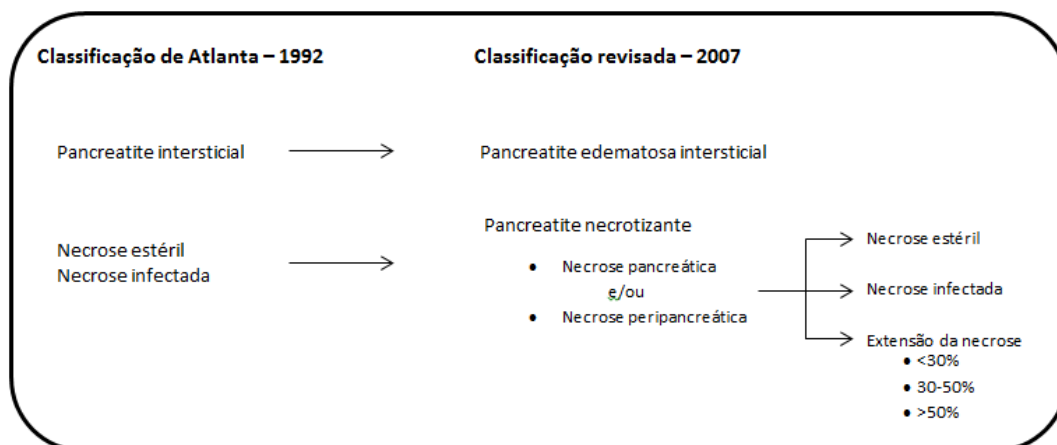 Classificação de Atlanta – 1992
Classificação revisada – 2007
Pancreatite intersticial
Pancreatite edematosa intersticial
Necrose estéril
Necrose infectada
Pancreatite necrotizante
• Necrose pancreática
e/ou
• Necrose peripancreática
Necrose estéril
Necrose infectada
Extensão da necrose
• <30%
• 30-50%
• >50%